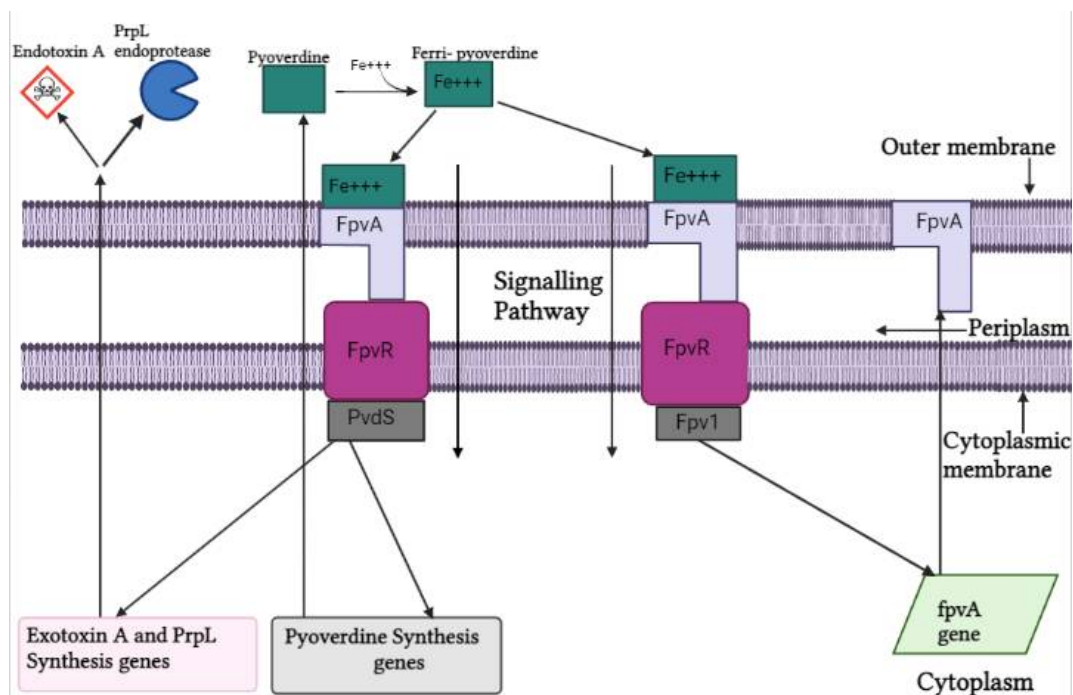 Endotoxin A
PrpL
endoprotease
Pyoverdine
Fe+++
Ferri- pyoverdine
Fe+++
Fe+++
FpvA
Fe+++
FpvA
Outer membrane
FpvA
Signalling
Pathway
Periplasm
FpvR
PvdS
FpvR
Fpv1
Cytoplasmic
membrane
Exotoxin A and PrpL
Synthesis genes
Pyoverdine Synthesis
genes
fpvA
gene
Cytoplasm